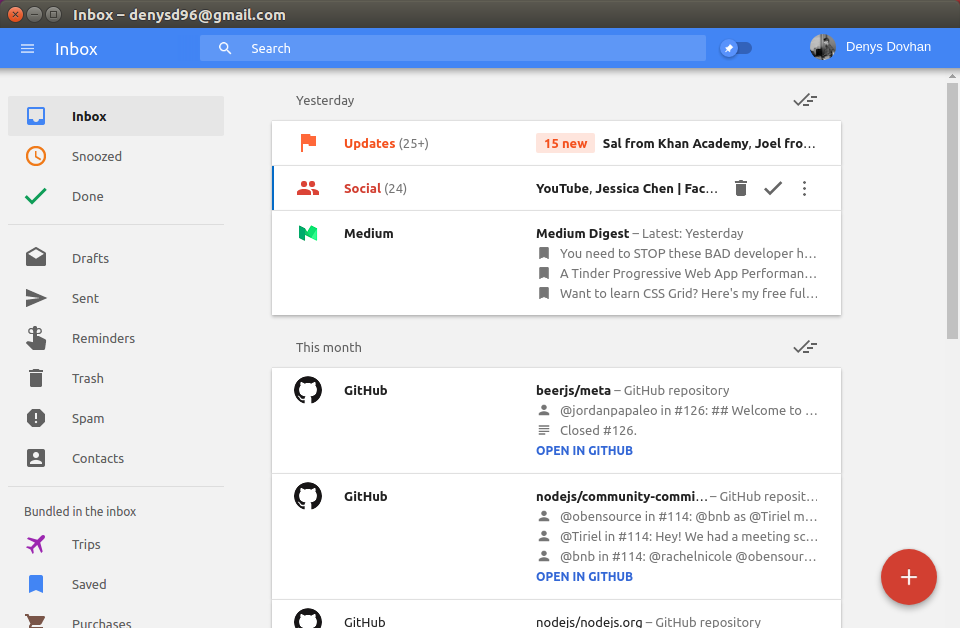 Inbox – denysd96@gmail.com
Inbox
Search
Denys Dovhan
Inbox
Snoozed
Done
Drafts
Sent
Reminders
Trash
Spam
Contacts
Bundled in the inbox
Trips
Saved
Purchases
Yesterday
Updates (25+) 15 new Sal from Khan Academy, Joel fro…
Social (24) YouTube, Jessica Chen | Fac…
Medium Medium Digest – Latest: Yesterday
You need to STOP these BAD developer h…
A Tinder Progressive Web App Performan…
Want to learn CSS Grid? Here's my free ful…
This month
GitHub beerjs/meta – GitHub repository
@jordanpapaleo in #126: ## Welcome to …
Closed #126.
OPEN IN GITHUB
GitHub nodejs/community-commi… – GitHub reposit…
@obensource in #114: @bnb as @Tiriel m…
@Tiriel in #114: Hey! We had a meeting sc…
@bnb in #114: @rachelnicole @obensour…
OPEN IN GITHUB
GitHub nodejs/nodejs.org – GitHub repository